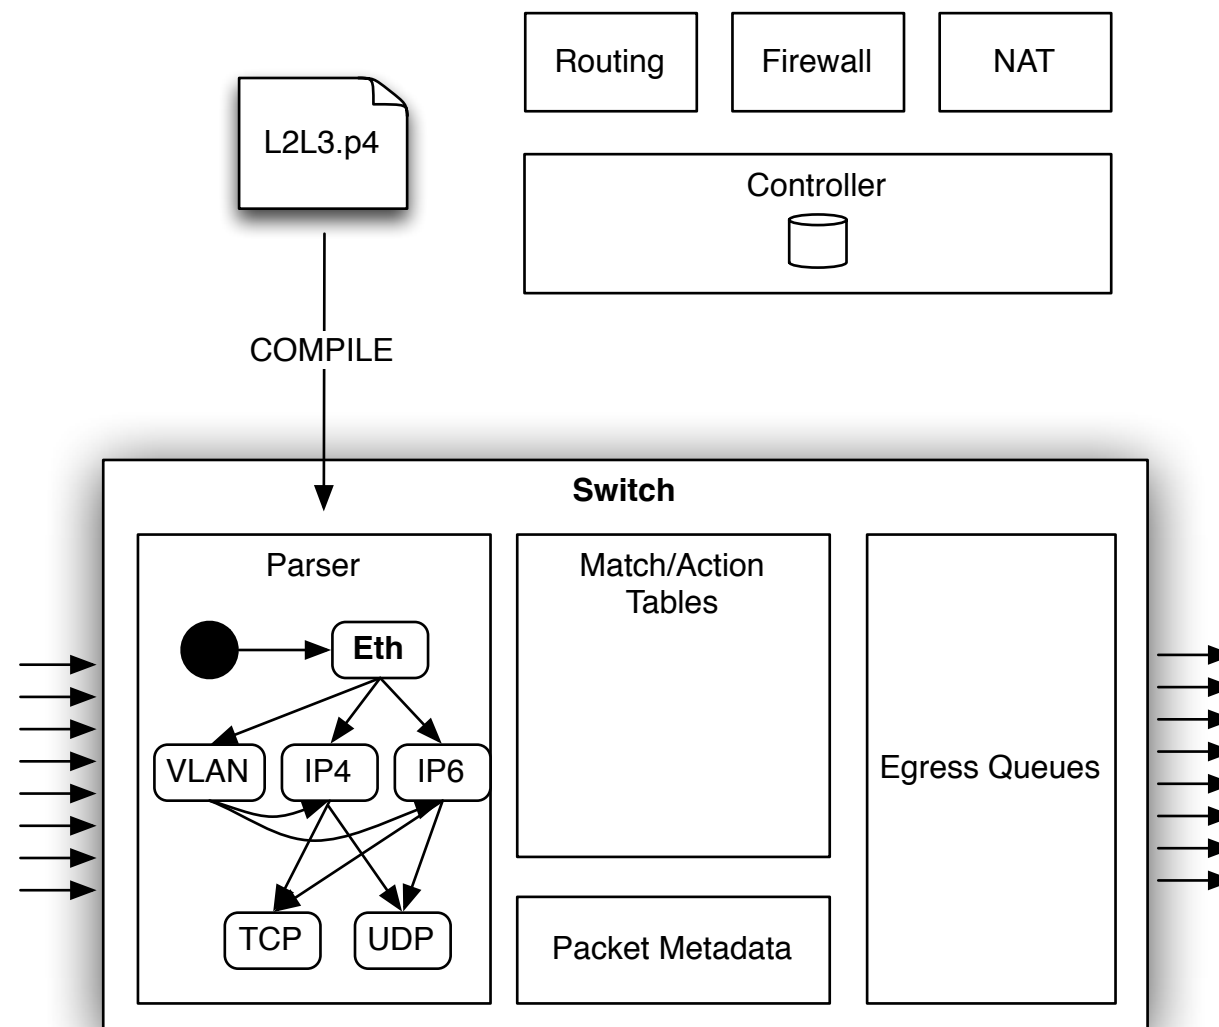 Routing
Firewall
NAT
L2L3.p4
Controller
COMPILE
Switch
Parser
Match/Action
Tables
Eth
VLAN
IP4
IP6
Egress Queues
TCP
UDP
Packet Metadata